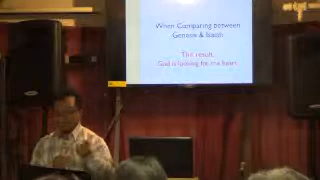 When Comparing between
Genesis & Isaiah
The result,
God is looking for the heart